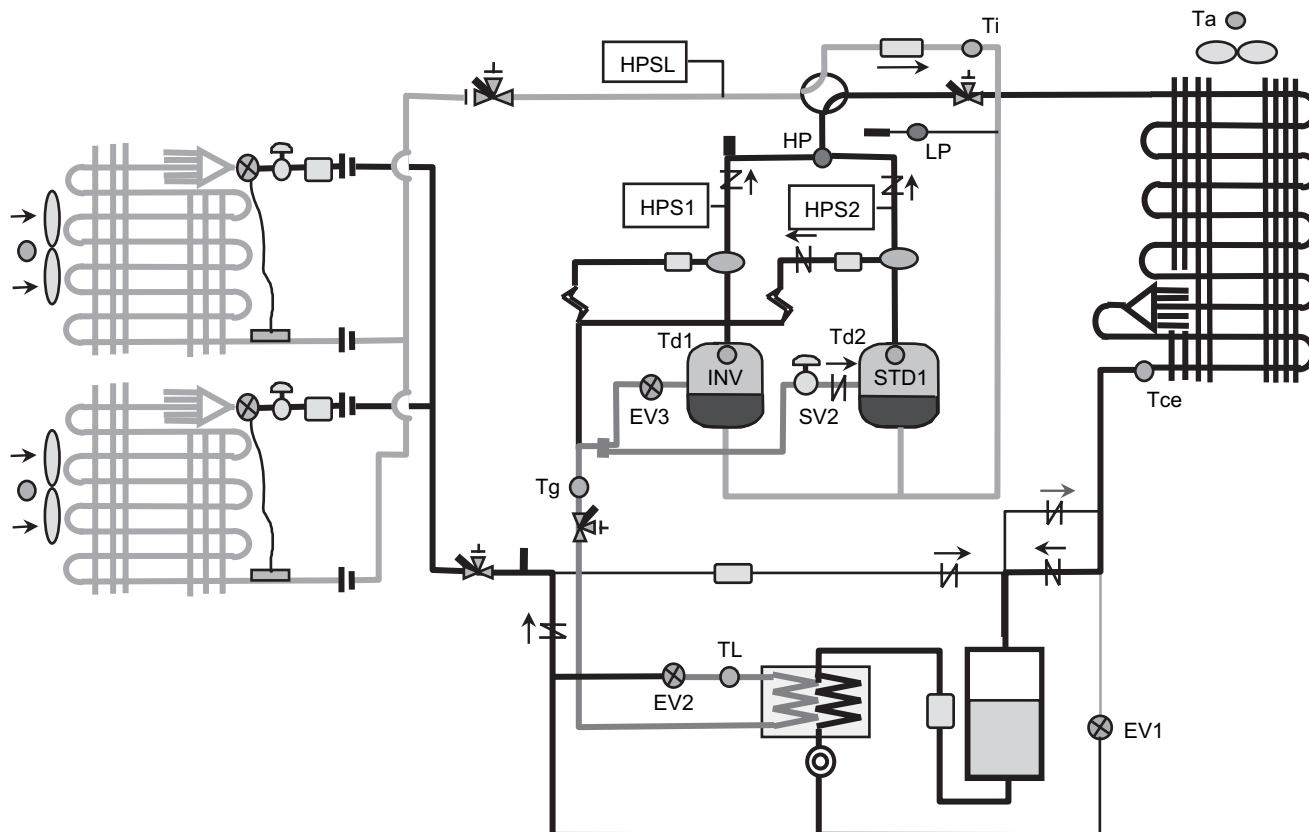 Ti
Ta
HPSL
HP
LP
HPS1
HPS2
Td1
Td2
INV
STD1
EV3
SV2
Tce
Tg
TL
EV2
EV1